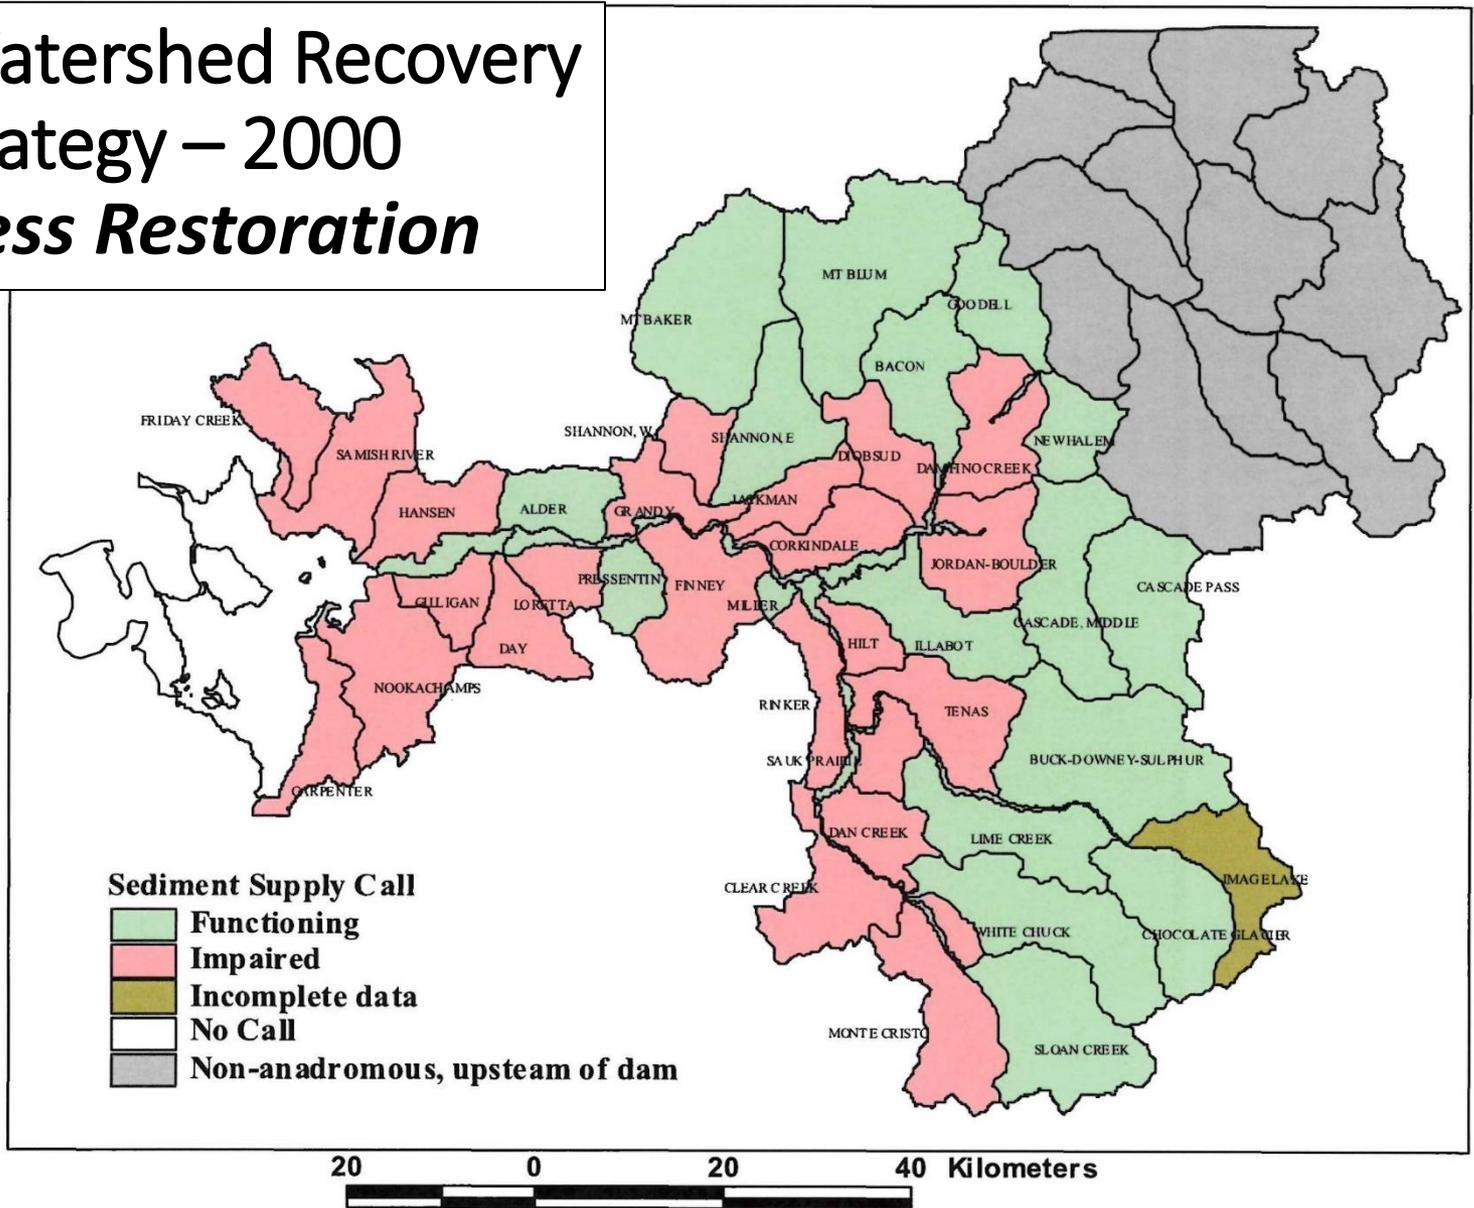 atershed Recovery
ategy – 2000
ess Restoration
MT BLUM
GOODELL
MT BAKER
BACON
FRIDAY CREEK
SHANNON, W.
SHANNON, E
NEWHALEM
SAMISH RIVER
DIOBSUD
DAMFINO CREEK
JACKMAN
HANSEN
ALDER
GRANDY
CORKINDALE
JORDAN-BOULDER
PRESSENTIN
FINNEY
CASCADE PASS
GILLIGAN
LORETTA
MILLER
CASCADE, MIDDLE
DAY
HILT
ILLABOT
NOOKACHAMPS
RINKER
TENAS
SAUK PRAIRIE
BUCK-DOWNEY-SULPHUR
CARPENTER
DAN CREEK
LIME CREEK
CLEAR CREEK
IMAGE LAKE
WHITE CHUCK
CHOCOLATE GLACIER
MONTE CRISTO
SLOAN CREEK
Sediment Supply Call
Functioning
Impaired
Incomplete data
No Call
Non-anadromous, upsteam of dam
20 0 20 40 Kilometers